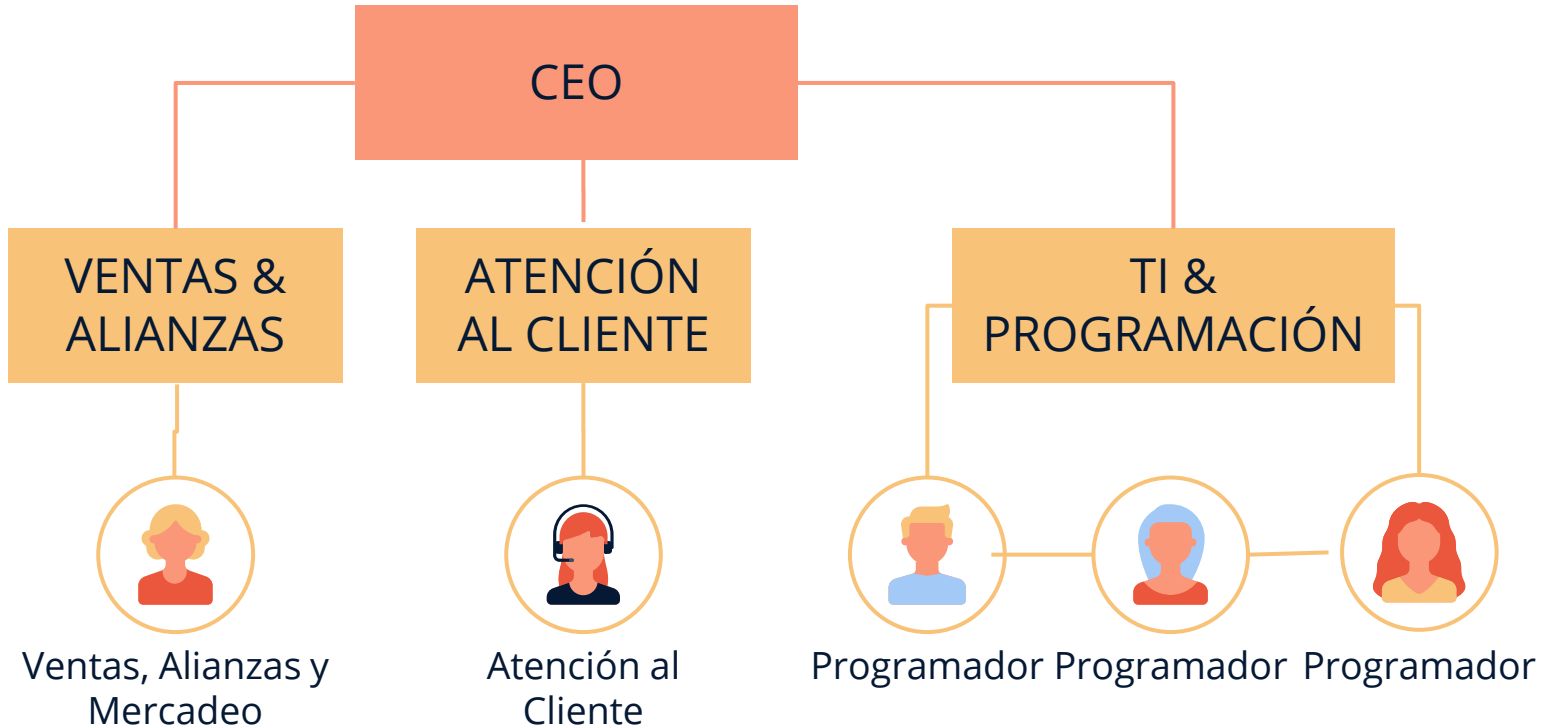 CEO
VENTAS &
ALIANZAS
ATENCIÓN
AL CLIENTE
TI &
PROGRAMACIÓN
Ventas, Alianzas y
Mercadeo
Atención al
Cliente
Programador
Programador
Programador